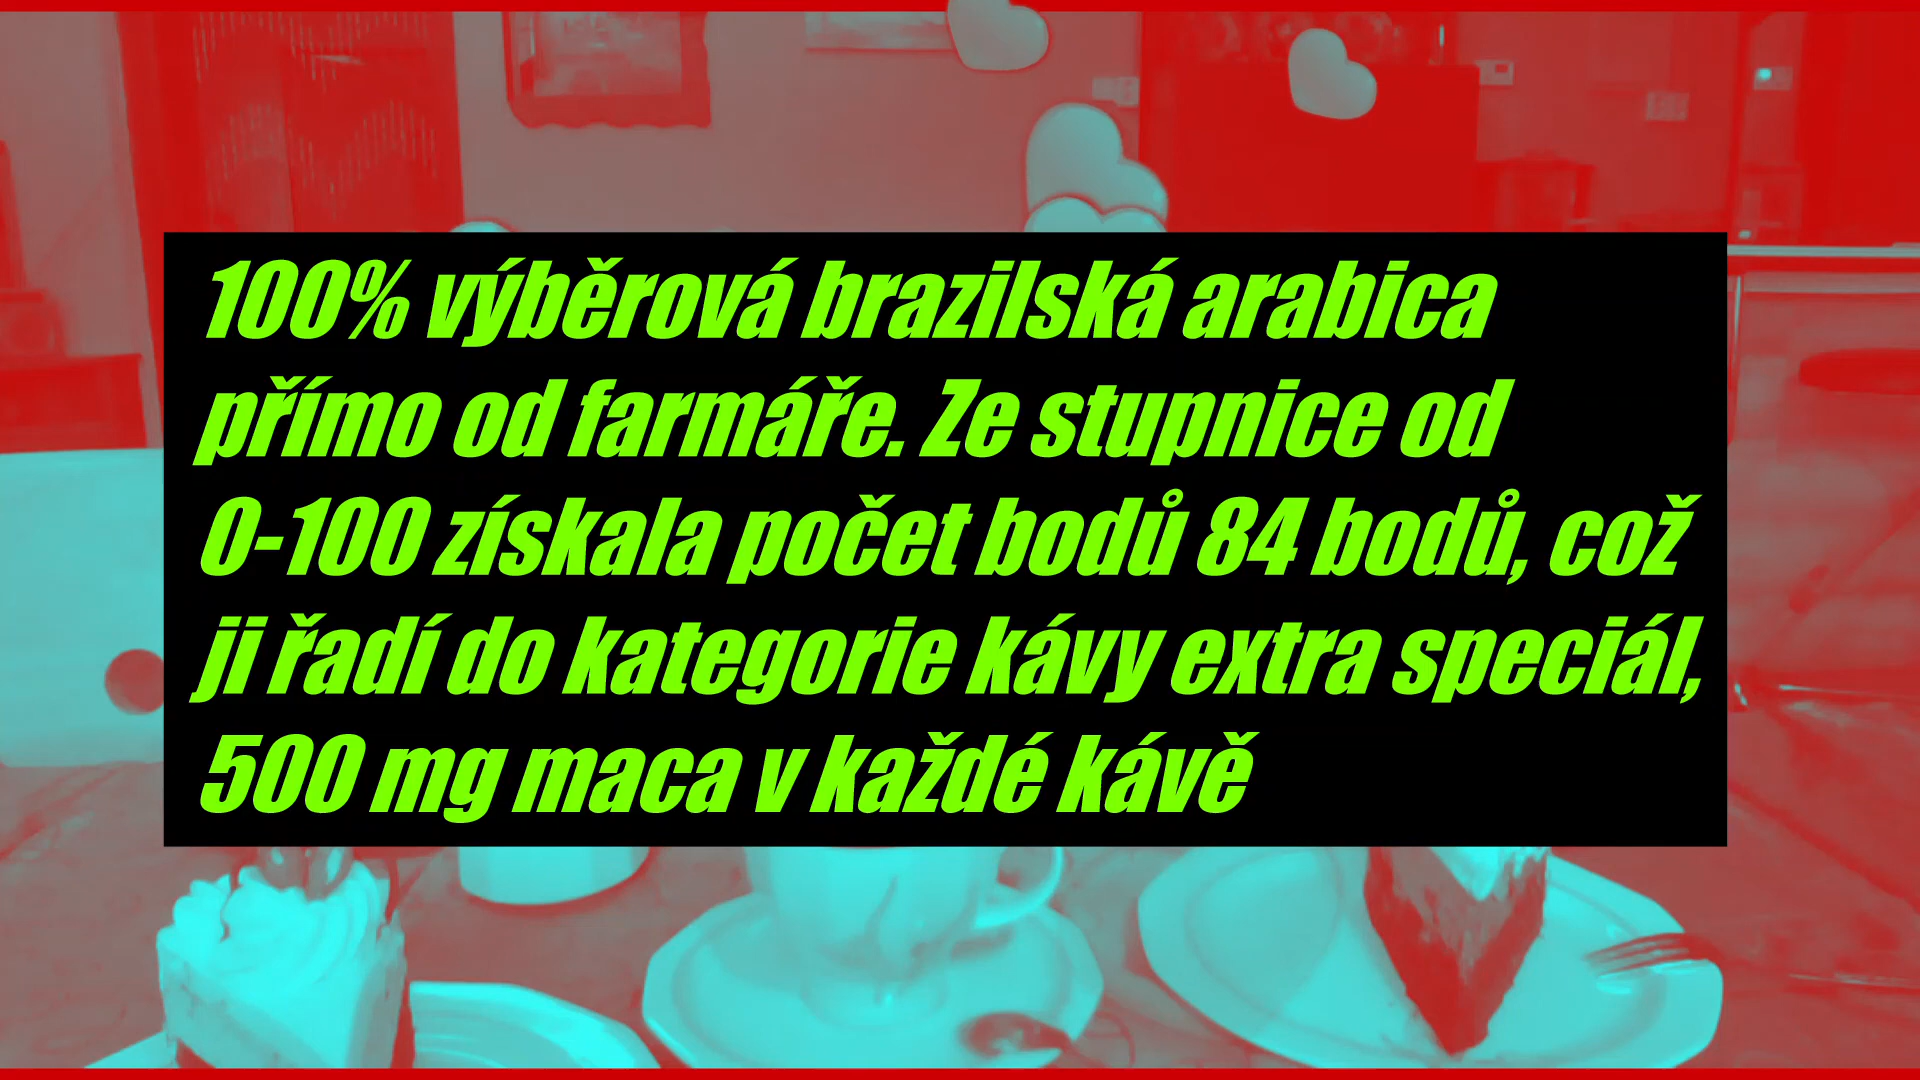 100% výběrová brazilská arabica
přímo od farmáře. Ze stupnice od
0-100 získala počet bodů 84 bodů, což
ji řadí do kategorie kávy extra speciál,
500 mg maca v každé kávě